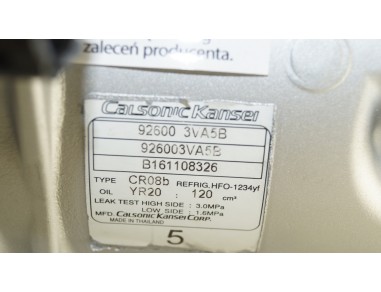 zaleceń producenta.
Calsonic Kansei
92600 3VA5B
926003VA5B
B161108326
TYPE CR08b REFRIG. HFO-1234yf
OIL YR20 : 120 cm³
LEAK TEST HIGH SIDE : 3.0MPa
LOW SIDE : 1.6MPa
MFD. Calsonic Kansei CORP.
MADE IN THAILAND
5